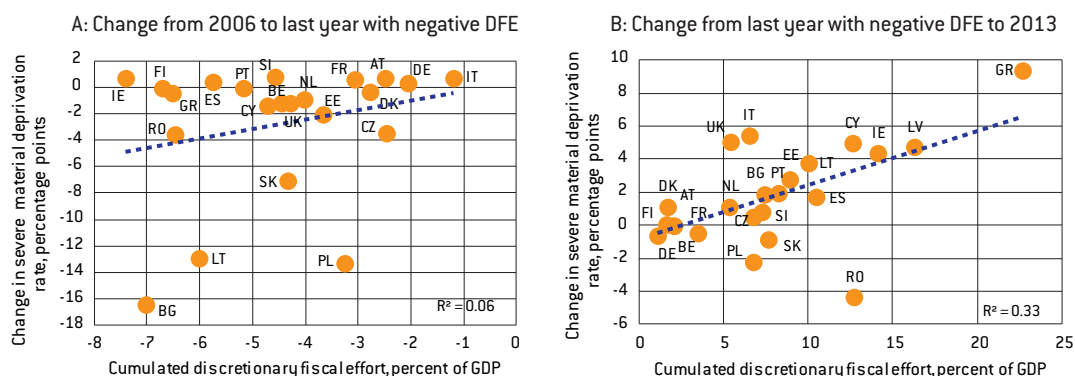 A: Change from 2006 to last year with negative DFE
Change in severe material deprivation
rate, percentage points
2
0
-2
-4
-6
-8
-10
-12
-14
-16
-18
IE
FI
GR
RO
ES
PT
SI
CY
BE
UK
NL
EE
FR
AT
DK
DE
IT
CZ
SK
LT
PL
BG
R² = 0.06
-8 -7 -6 -5 -4 -3 -2 -1 0
Cumulated discretionary fiscal effort, percent of GDP
B: Change from last year with negative DFE to 2013
Change in severe material deprivation
rate, percentage points
10
8
6
4
2
0
-2
-4
-6
GR
UK
IT
CY
IE
LV
EE
LT
BG
PT
ES
DK
AT
NL
FI
FR
CZ
SI
DE
BE
PL
SK
RO
R² = 0.33
0 5 10 15 20 25
Cumulated discretionary fiscal effort, percent of GDP